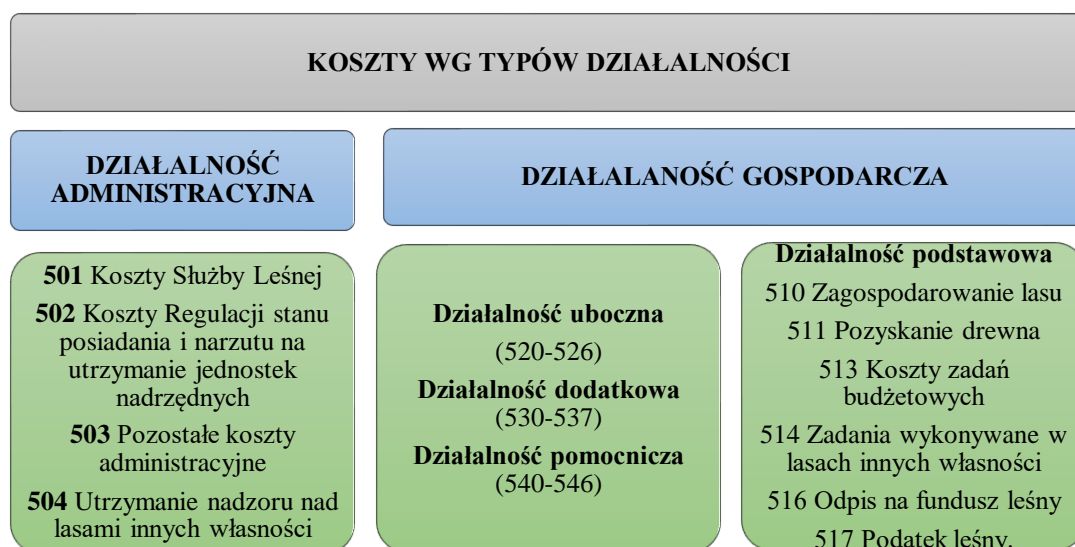 KOSZTY WG TYPÓW DZIAŁALNOŚCI
DZIAŁALNOŚĆ
ADMINISTRACYJNA
DZIAŁALANOŚĆ GOSPODARCZA
501 Koszty Służby Leśnej
502 Koszty Regulacji stanu
posiadania i narzutu na
utrzymanie jednostek
nadrzędnych
503 Pozostałe koszty
administracyjne
504 Utrzymanie nadzoru nad
lasami innych własności
Działalność uboczna
(520-526)
Działalność dodatkowa
(530-537)
Działalność pomocnicza
(540-546)
Działalność podstawowa
510 Zagospodarowanie lasu
511 Pozyskanie drewna
513 Koszty zadań
budżetowych
514 Zadania wykonywane w
lasach innych własności
516 Odpis na fundusz leśny
517 Podatek leśny.